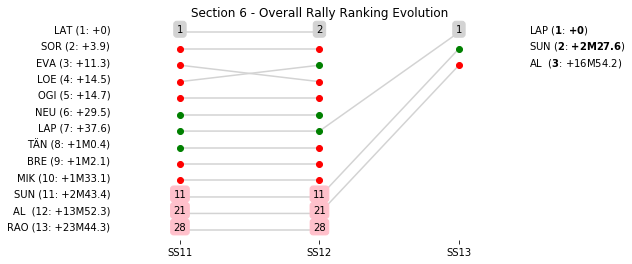 Section 6 - Overall Rally Ranking Evolution
LAT (1: +0) 1 2 1 LAP (1: +0)
SOR (2: +3.9) SUN (2: +2M27.6)
EVA (3: +11.3) AL (3: +16M54.2)
LOE (4: +14.5)
OGI (5: +14.7)
NEU (6: +29.5)
LAP (7: +37.6)
TÄN (8: +1M0.4)
BRE (9: +1M2.1)
MIK (10: +1M33.1)
SUN (11: +2M43.4) 11 11
AL (12: +13M52.3) 21 21
RAO (13: +23M44.3) 28 28
SS11 SS12 SS13